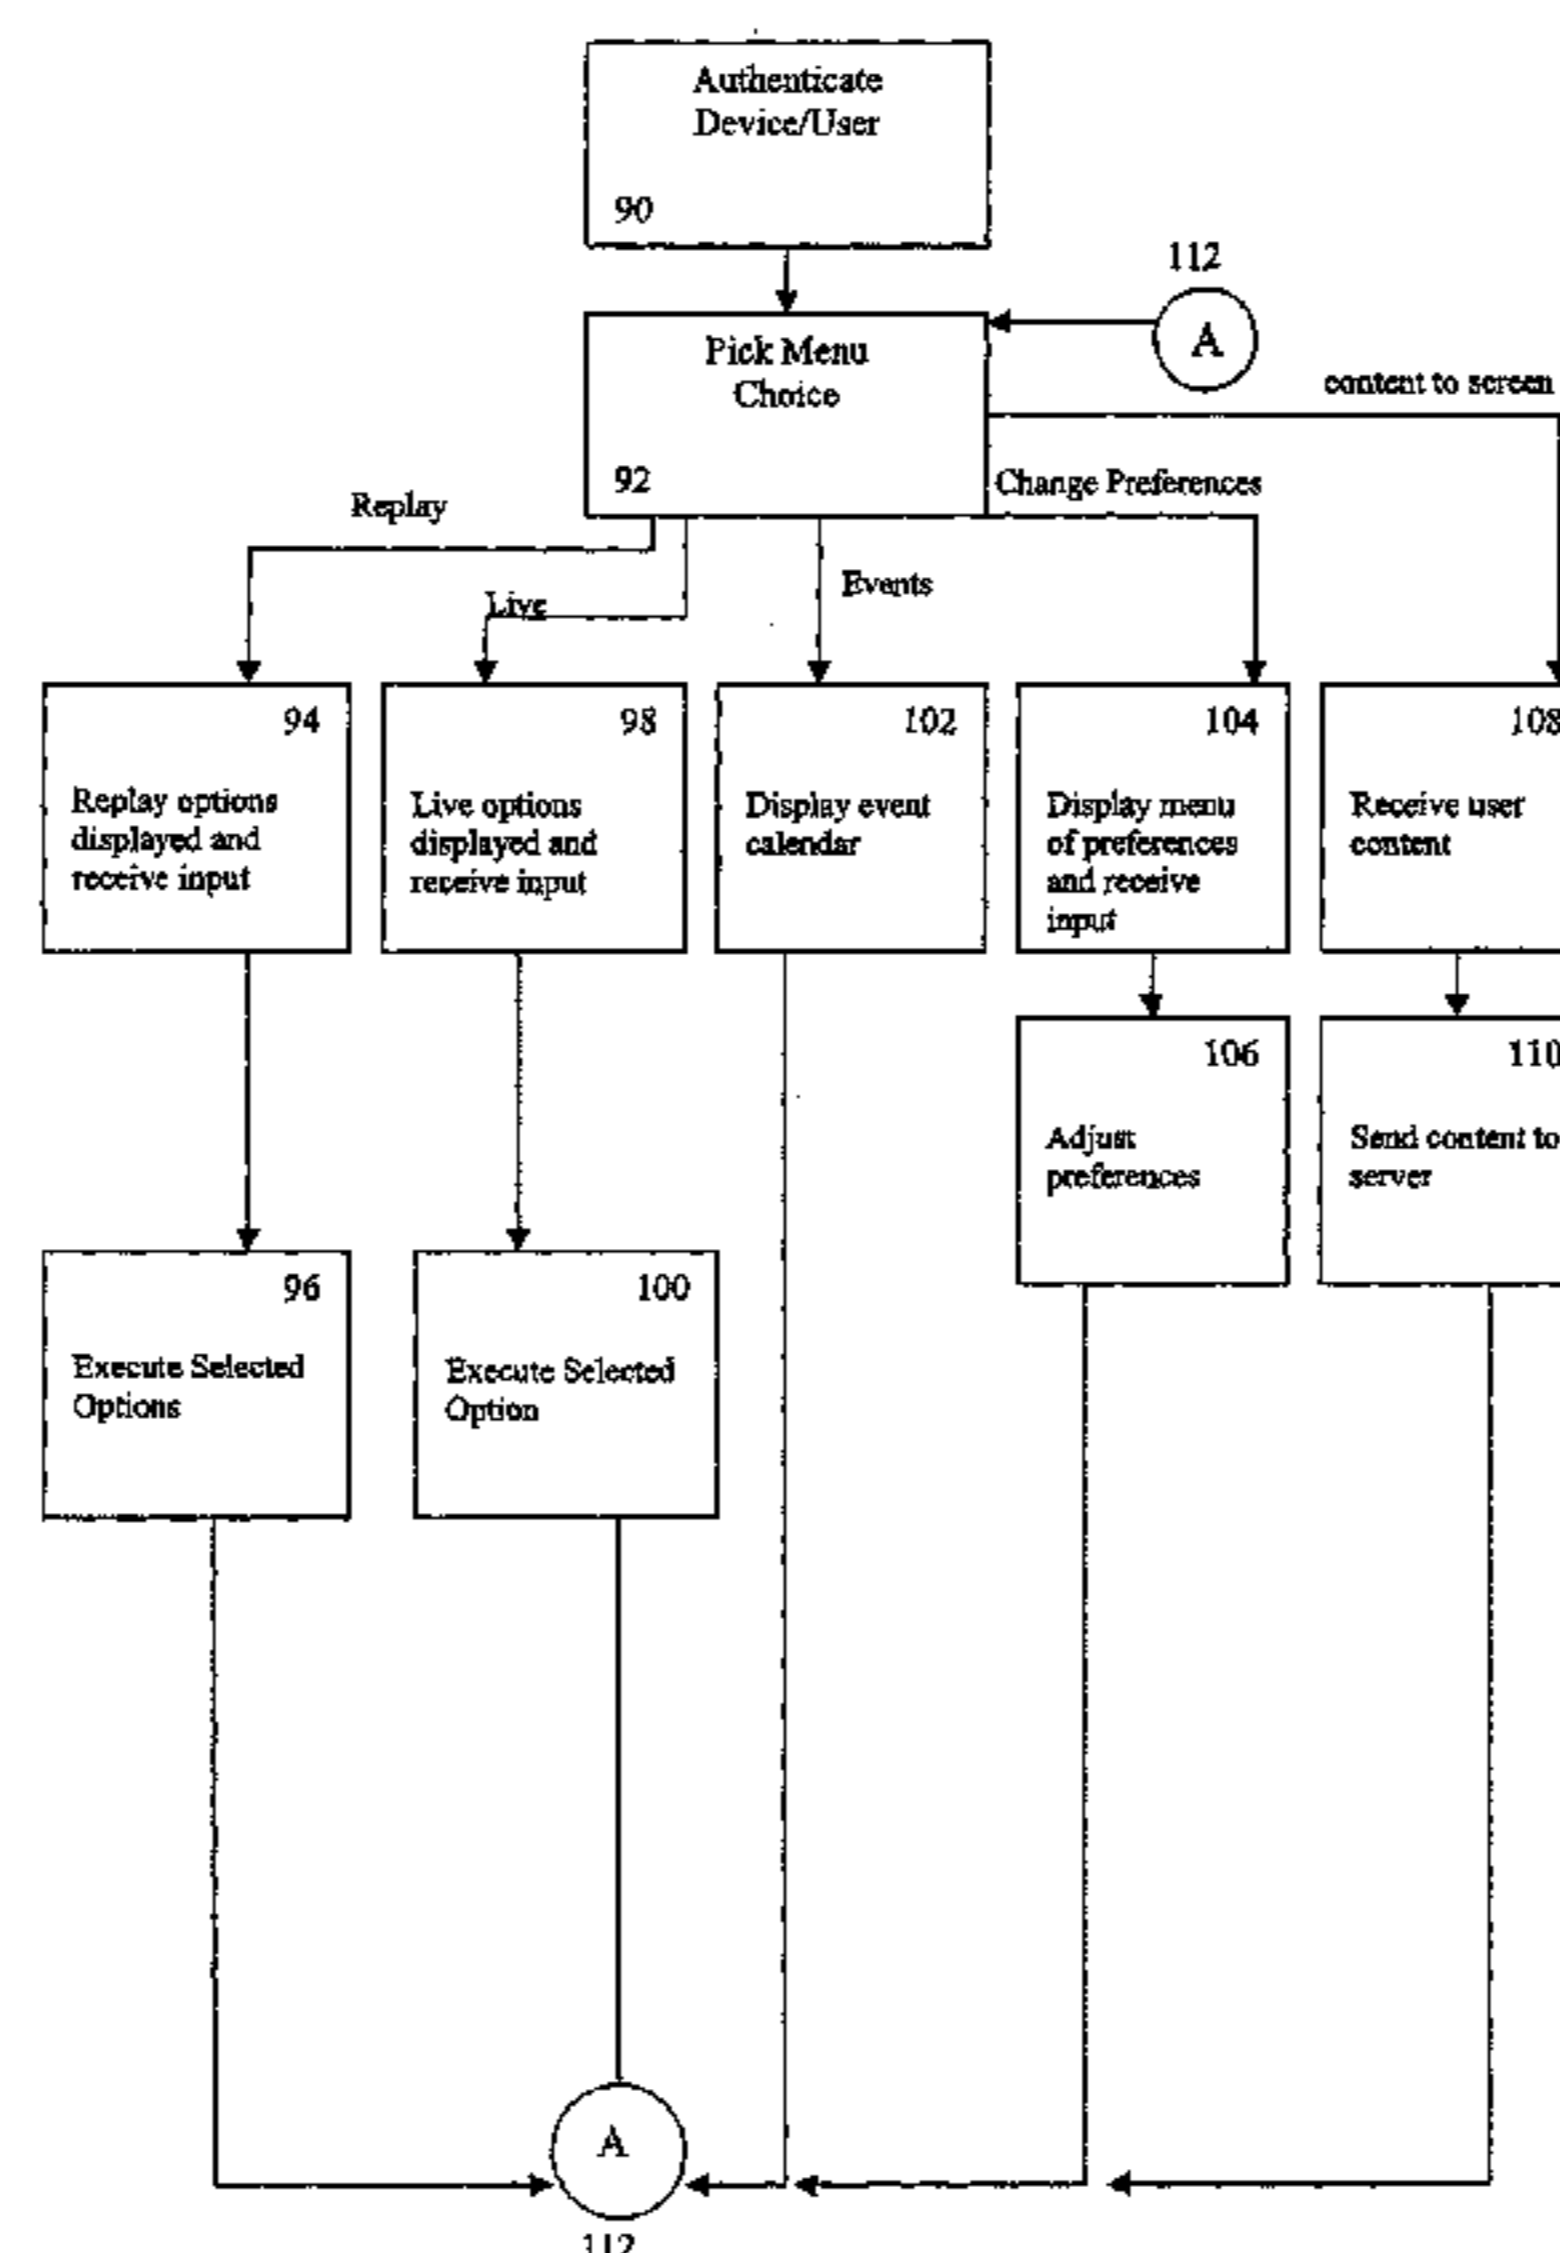 Authenticate
Device/User
90
112
A
Pick Menu
Choice
92
content to screen
Change Preferences
Replay
Live
Events
94
Replay options
displayed and
receive input
98
Live options
displayed and
receive input
102
Display event
calendar
104
Display menu
of preferences
and receive
input
108
Receive user
content
106
Adjust
preferences
110
Send content to
server
96
Execute Selected
Options
100
Execute Selected
Option
A
112